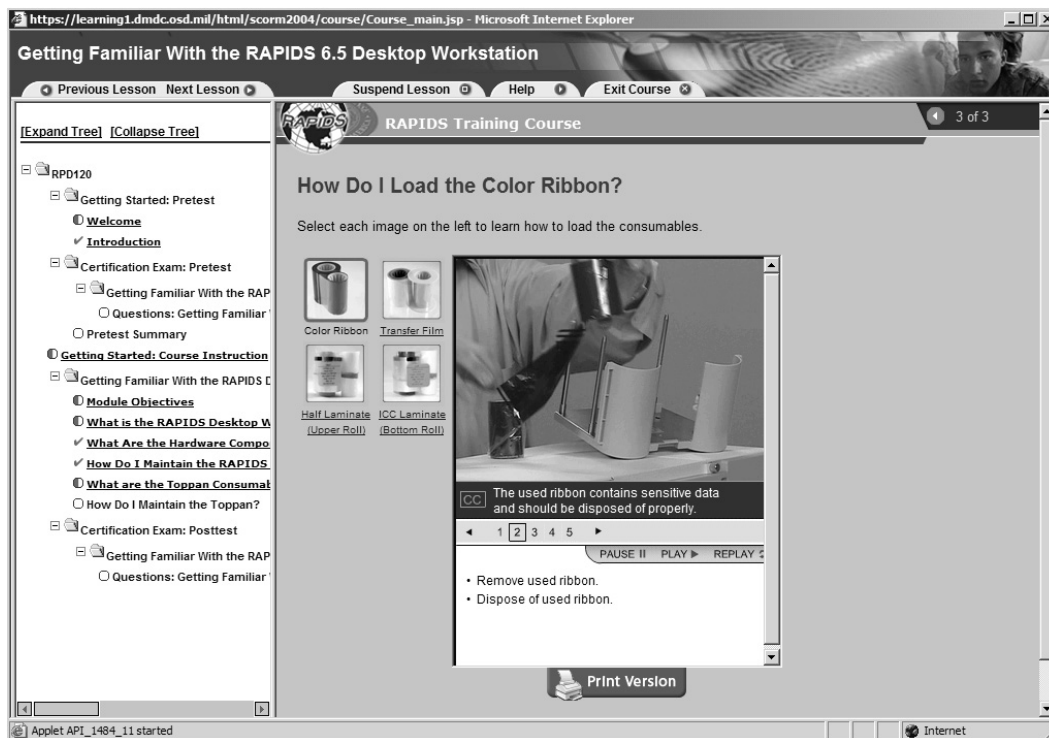 https://learning1.dmdc.osd.mil/html/scorm2004/course/Course_main.jsp - Microsoft Internet Explorer
Getting Familiar With the RAPIDS 6.5 Desktop Workstation
Previous Lesson Next Lesson Suspend Lesson Help Exit Course
[Expand Tree] [Collapse Tree]
RPD120
Getting Started: Pretest
Welcome
Introduction
Certification Exam: Pretest
Getting Familiar With the RAP
Questions: Getting Familiar
Pretest Summary
Getting Started: Course Instruction
Getting Familiar With the RAPIDS D
Module Objectives
What is the RAPIDS Desktop W
What Are the Hardware Compo
How Do I Maintain the RAPIDS
What are the Toppan Consumab
How Do I Maintain the Toppan?
Certification Exam: Posttest
Getting Familiar With the RAP
Questions: Getting Familiar
RAPIDS
RAPIDS Training Course
3 of 3
How Do I Load the Color Ribbon?
Select each image on the left to learn how to load the consumables.
Color Ribbon
Transfer Film
Half Laminate
(Upper Roll)
ICC Laminate
(Bottom Roll)
CC
The used ribbon contains sensitive data
and should be disposed of properly.
1 2 3 4 5
PAUSE PLAY REPLAY
• Remove used ribbon.
• Dispose of used ribbon.
Print Version
Applet API_1484_11 started
Internet